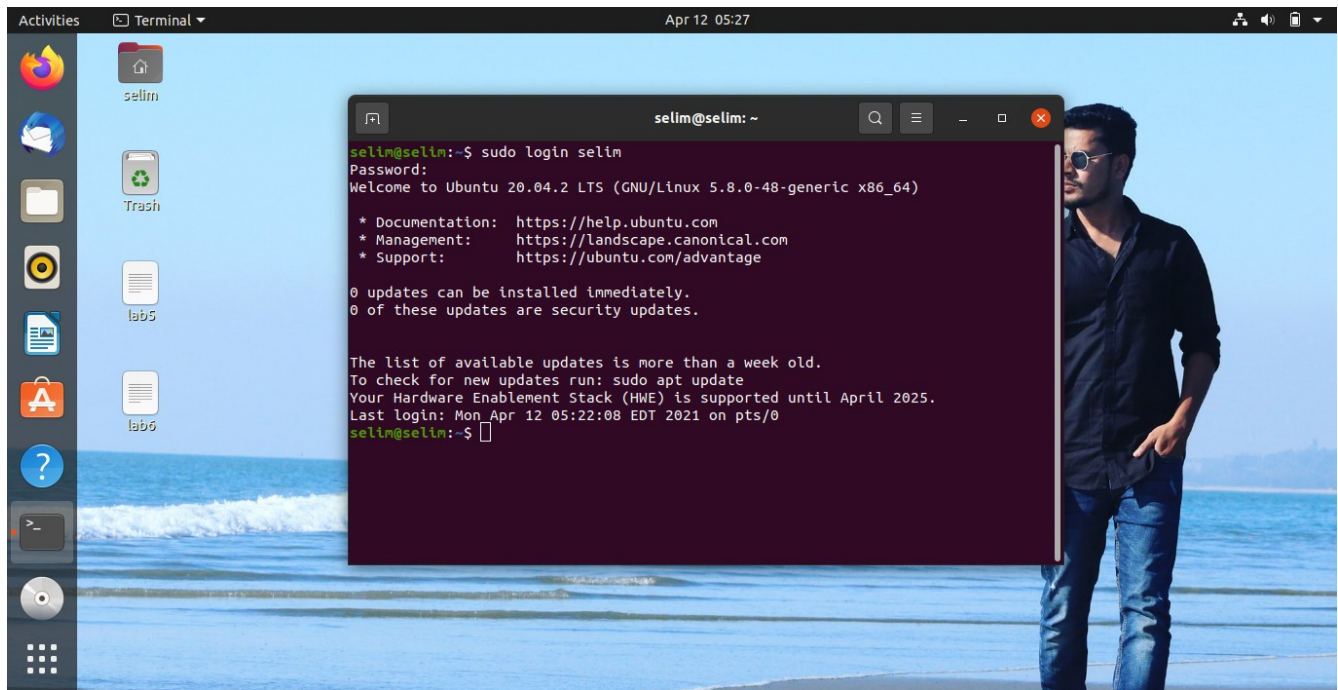 Activities
Terminal
Apr 12 05:27
selim
Trash
lab5
lab6
selim@selim: ~
selim@selim:~$ sudo login selim
Password:
Welcome to Ubuntu 20.04.2 LTS (GNU/Linux 5.8.0-48-generic x86_64)
* Documentation: https://help.ubuntu.com
* Management: https://landscape.canonical.com
* Support: https://ubuntu.com/advantage
0 updates can be installed immediately.
0 of these updates are security updates.
The list of available updates is more than a week old.
To check for new updates run: sudo apt update
Your Hardware Enablement Stack (HWE) is supported until April 2025.
Last login: Mon Apr 12 05:22:08 EDT 2021 on pts/0
selim@selim:~$